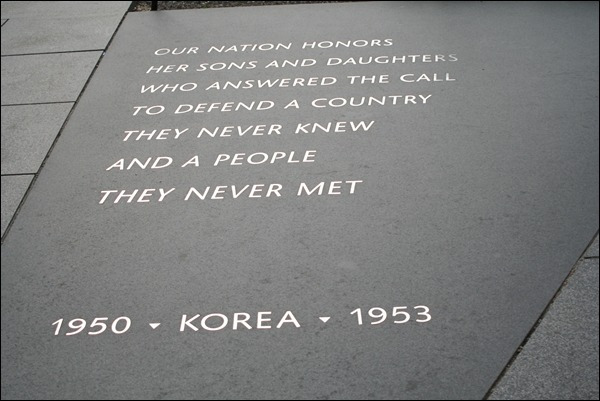 OUR NATION HONORS
HER SONS AND DAUGHTERS
WHO ANSWERED THE CALL
TO DEFEND A COUNTRY
THEY NEVER KNEW
AND A PEOPLE
THEY NEVER MET
1950 ▾ KOREA ▾ 1953